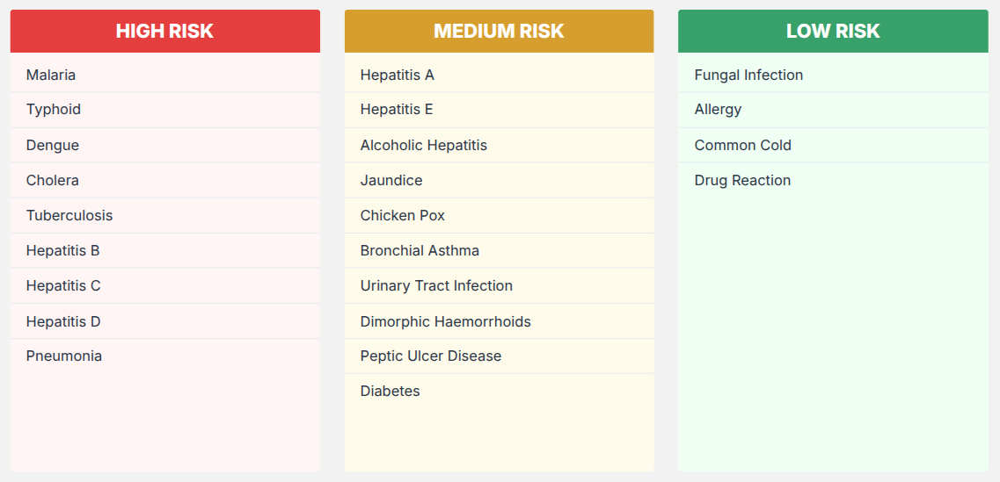 HIGH RISK
Malaria
Typhoid
Dengue
Cholera
Tuberculosis
Hepatitis B
Hepatitis C
Hepatitis D
Pneumonia
MEDIUM RISK
Hepatitis A
Hepatitis E
Alcoholic Hepatitis
Jaundice
Chicken Pox
Bronchial Asthma
Urinary Tract Infection
Dimorphic Haemorrhoids
Peptic Ulcer Disease
Diabetes
LOW RISK
Fungal Infection
Allergy
Common Cold
Drug Reaction